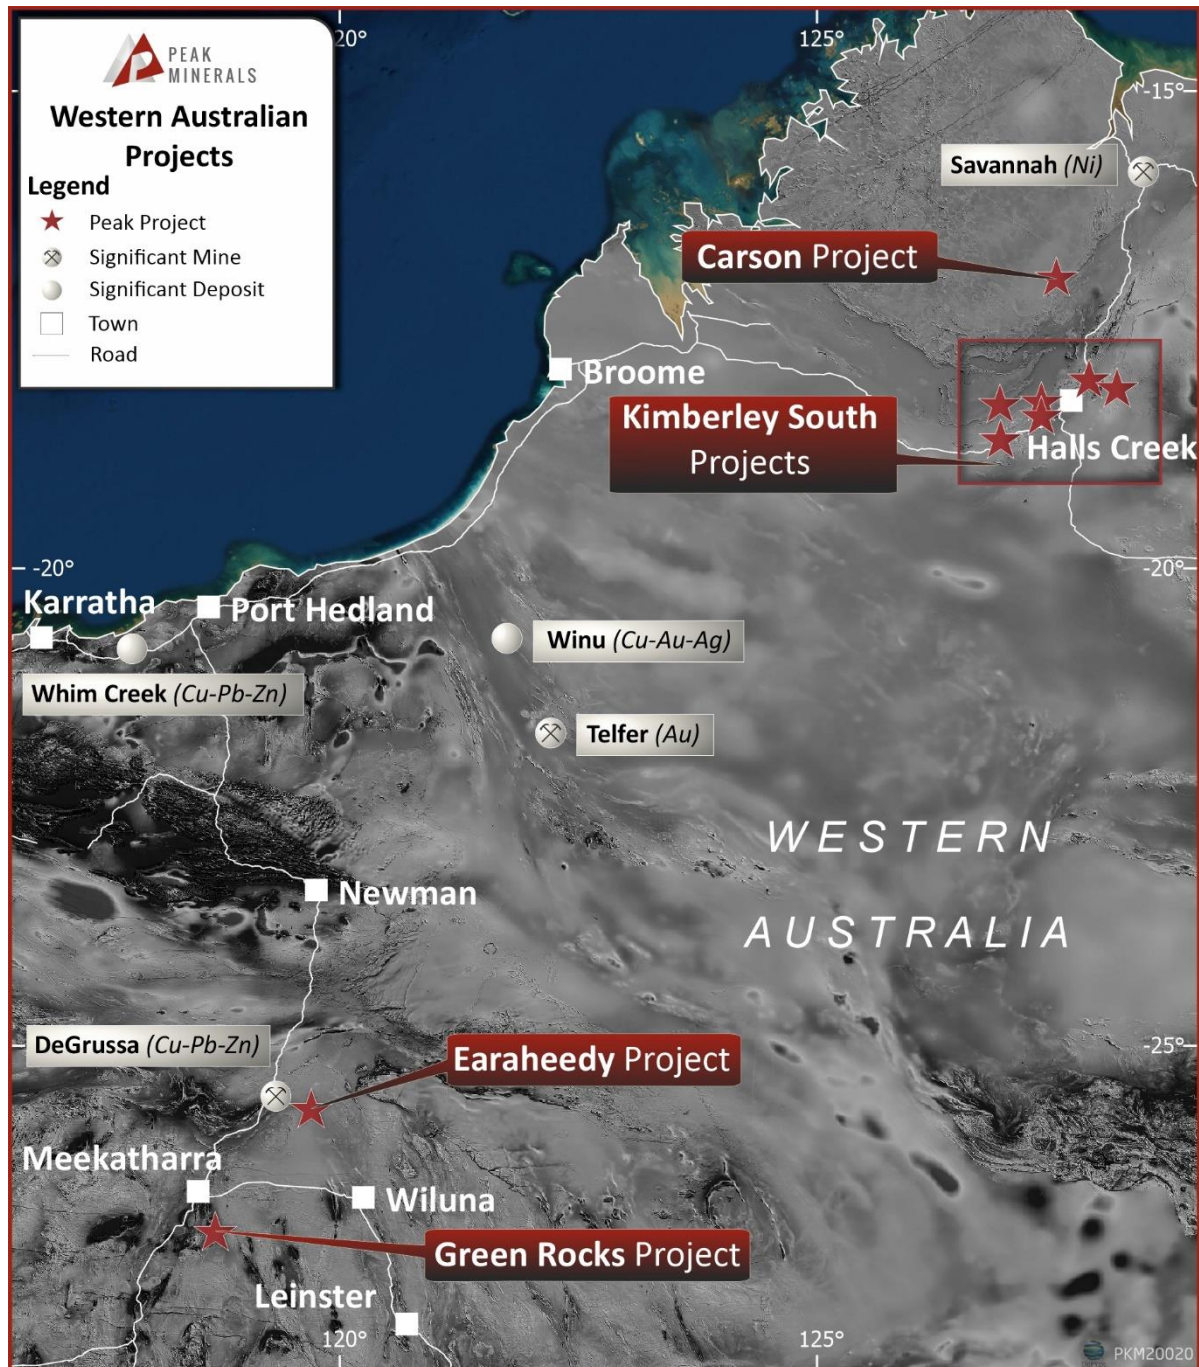 PEAK
MINERALS
Western Australian
Projects
Legend
Peak Project
Significant Mine
Significant Deposit
Town
Road
20°
125°
-15°
Savannah (Ni)
Carson Project
Broome
Kimberley South
Projects
Halls Creek
-20°
-20°
Karratha
Port Hedland
Winu (Cu-Au-Ag)
Whim Creek (Cu-Pb-Zn)
Telfer (Au)
WESTERN
AUSTRALIA
Newman
DeGrussa (Cu-Pb-Zn)
Earaheedy Project
-25°
Meekatharra
Wiluna
Green Rocks Project
Leinster
120°
125°
PKM20020